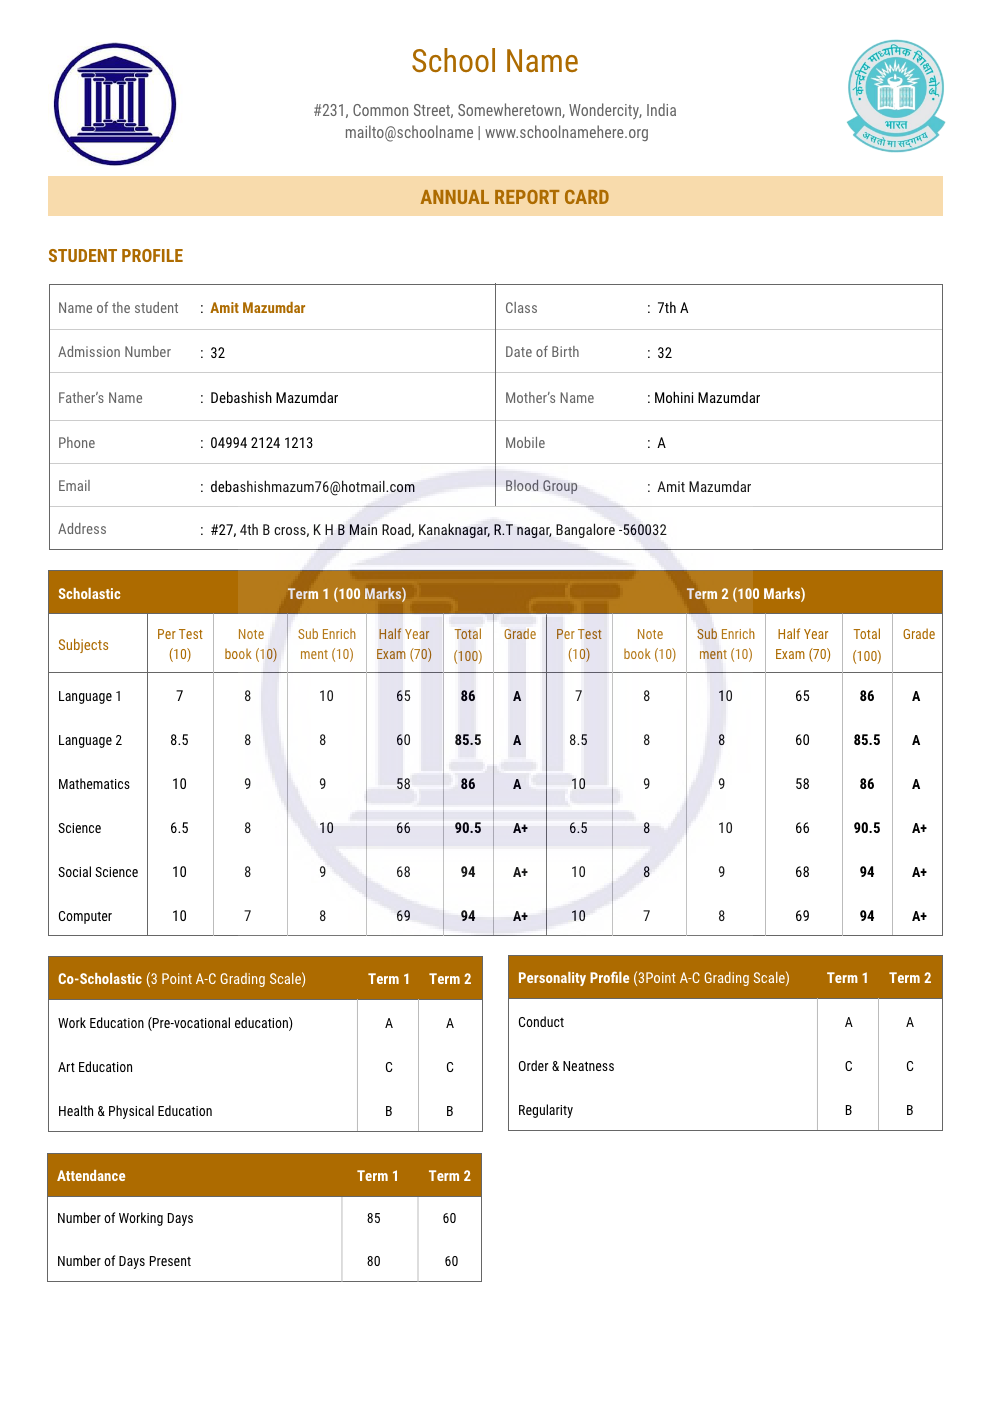 School Name
#231, Common Street, Somewheretown, Wondercity, India
mailto@schoolname | www.schoolnamehere.org
केन्द्रीय माध्यमिक शिक्षा बोर्ड
भारत
असतो मा सद्गमय
ANNUAL REPORT CARD
STUDENT PROFILE
Name of the student : Amit Mazumdar Class : 7th A
Admission Number : 32 Date of Birth : 32
Father’s Name : Debashish Mazumdar Mother’s Name : Mohini Mazumdar
Phone : 04994 2124 1213 Mobile : A
Email : debashishmazum76@hotmail.com Blood Group : Amit Mazumdar
Address : #27, 4th B cross, K H B Main Road, Kanaknagar, R.T nagar, Bangalore -560032
Scholastic Term 1 (100 Marks) Term 2 (100 Marks)
Subjects Per Test (10) Note book (10) Sub Enrich ment (10) Half Year Exam (70) Total (100) Grade Per Test (10) Note book (10) Sub Enrich ment (10) Half Year Exam (70) Total (100) Grade
Language 1 7 8 10 65 86 A 7 8 10 65 86 A
Language 2 8.5 8 8 60 85.5 A 8.5 8 8 60 85.5 A
Mathematics 10 9 9 58 86 A 10 9 9 58 86 A
Science 6.5 8 10 66 90.5 A+ 6.5 8 10 66 90.5 A+
Social Science 10 8 9 68 94 A+ 10 8 9 68 94 A+
Computer 10 7 8 69 94 A+ 10 7 8 69 94 A+
Co-Scholastic (3 Point A-C Grading Scale) Term 1 Term 2
Work Education (Pre-vocational education) A A
Art Education C C
Health & Physical Education B B
Personality Profile (3Point A-C Grading Scale) Term 1 Term 2
Conduct A A
Order & Neatness C C
Regularity B B
Attendance Term 1 Term 2
Number of Working Days 85 60
Number of Days Present 80 60